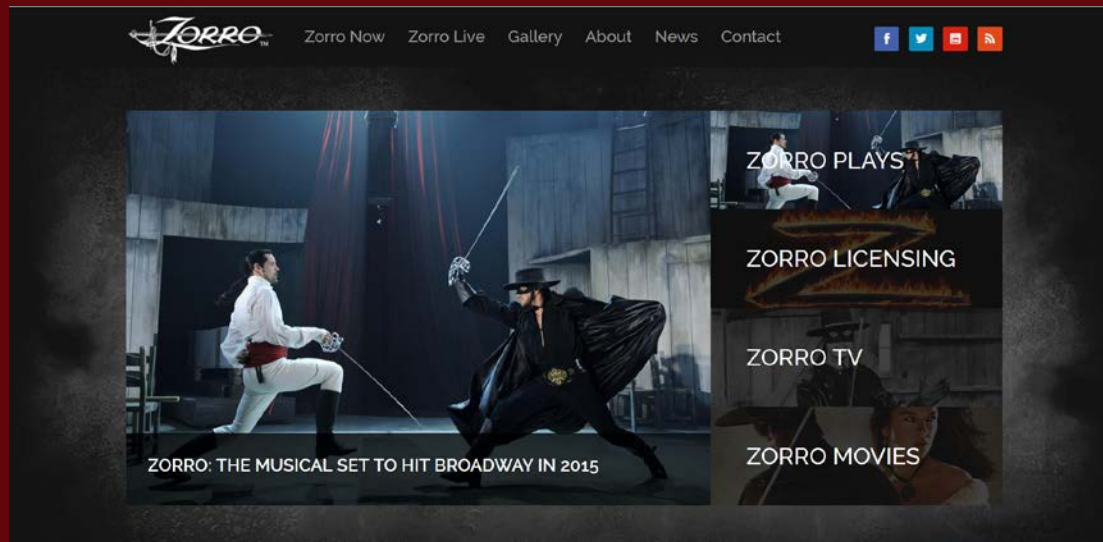 ZORRO TM
Zorro Now Zorro Live Gallery About News Contact
ZORRO PLAYS
ZORRO LICENSING
ZORRO TV
ZORRO MOVIES
ZORRO: THE MUSICAL SET TO HIT BROADWAY IN 2015